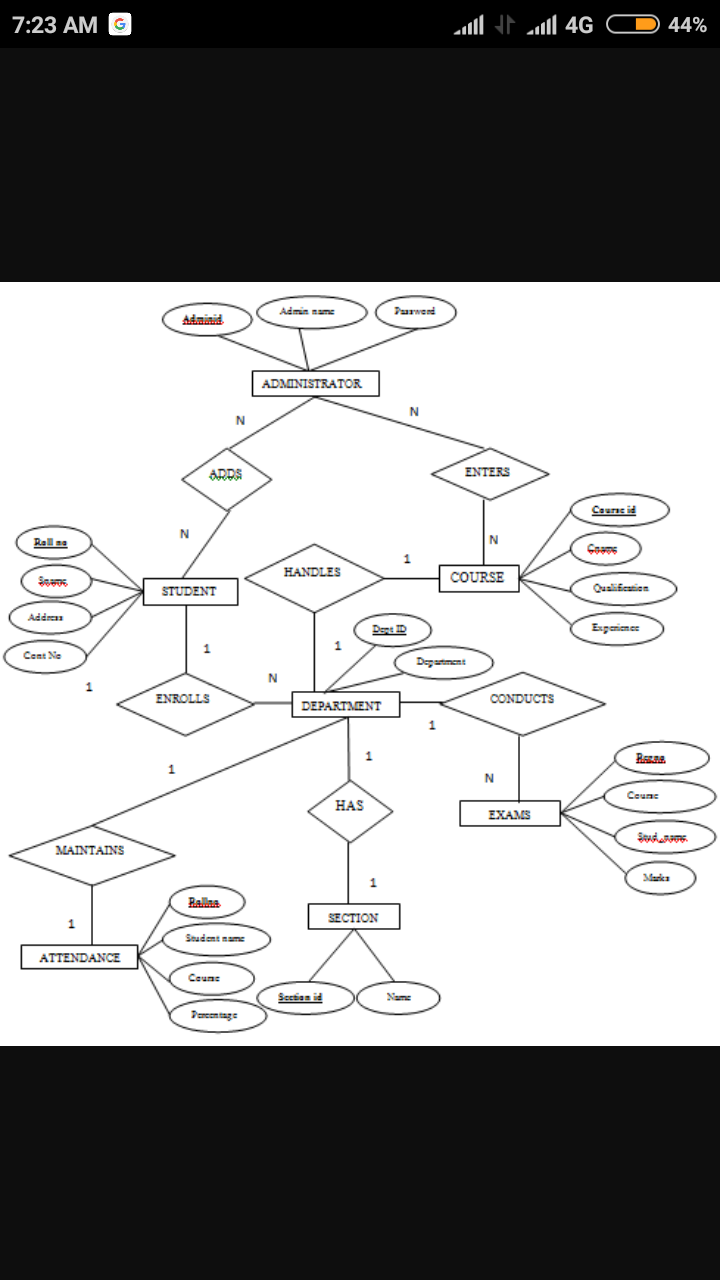 7:23 AM G 4G 44%
Adminid
Admin name
Password
ADMINISTRATOR
N
N
ADDS
ENTERS
N
N
Course id
Cname
Qualification
Experience
Roll no
Sname
Address
Cont No
STUDENT
HANDLES
1
COURSE
1
1
Dept ID
Department
1
ENROLLS
N
DEPARTMENT
1
CONDUCTS
1
1
N
EXAMS
Course
Stud_name
Marks
HAS
MAINTAINS
1
1
Rollno
Student name
Course
Percentage
ATTENDANCE
SECTION
Section id
Name